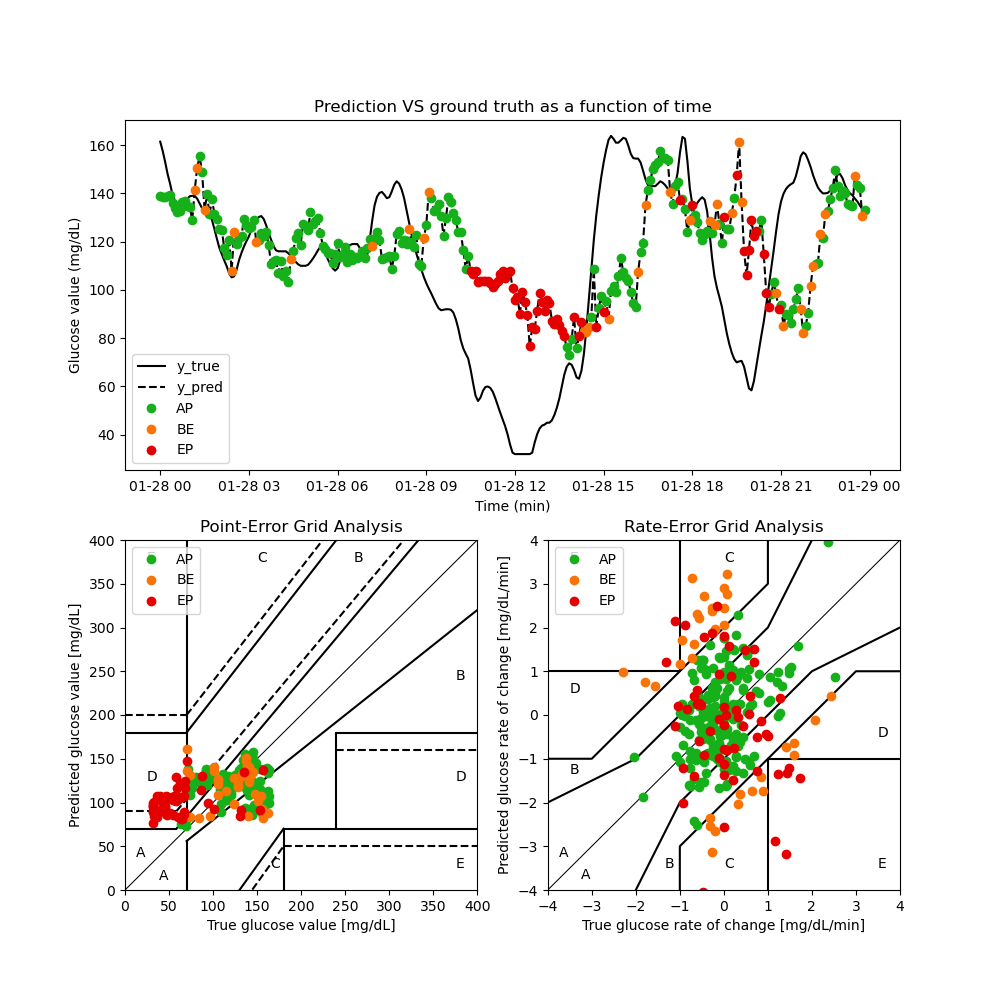 Prediction VS ground truth as a function of time
Glucose value (mg/dL)
160
140
120
100
80
60
40
y_true
y_pred
AP
BE
EP
01-28 00 01-28 03 01-28 06 01-28 09 01-28 12 01-28 15 01-28 18 01-28 21 01-29 00
Time (min)
Point-Error Grid Analysis
Predicted glucose value [mg/dL]
400
350
300
250
200
150
100
50
0
AP
BE
EP
C B
B
D D
A
A
C E
0 50 100 150 200 250 300 350 400
True glucose value [mg/dL]
Rate-Error Grid Analysis
Predicted glucose rate of change [mg/dL/min]
4
3
2
1
0
−1
−2
−3
−4
AP
BE
EP
C
D
D
B
A
A
B C E
−4 −3 −2 −1 0 1 2 3 4
True glucose rate of change [mg/dL/min]